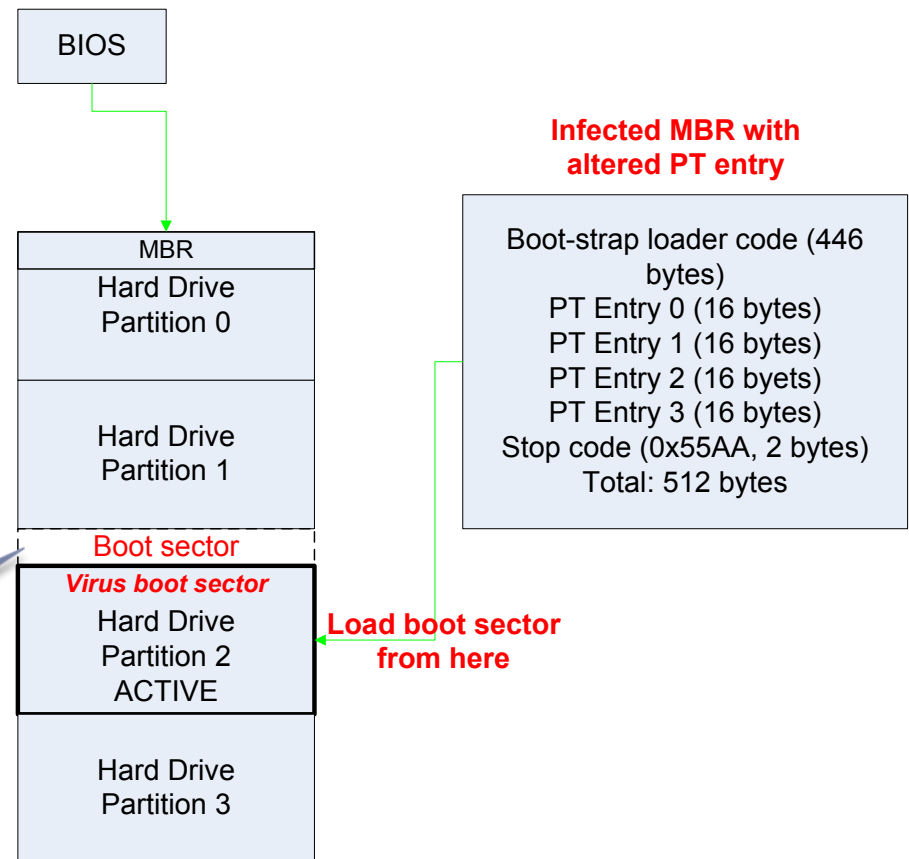 BIOS
Infected MBR with
altered PT entry
MBR
Hard Drive
Partition 0
Hard Drive
Partition 1
Boot sector
Virus boot sector
Hard Drive
Partition 2
ACTIVE
Hard Drive
Partition 3
Boot-strap loader code (446
bytes)
PT Entry 0 (16 bytes)
PT Entry 1 (16 bytes)
PT Entry 2 (16 byets)
PT Entry 3 (16 bytes)
Stop code (0x55AA, 2 bytes)
Total: 512 bytes
Load boot sector
from here